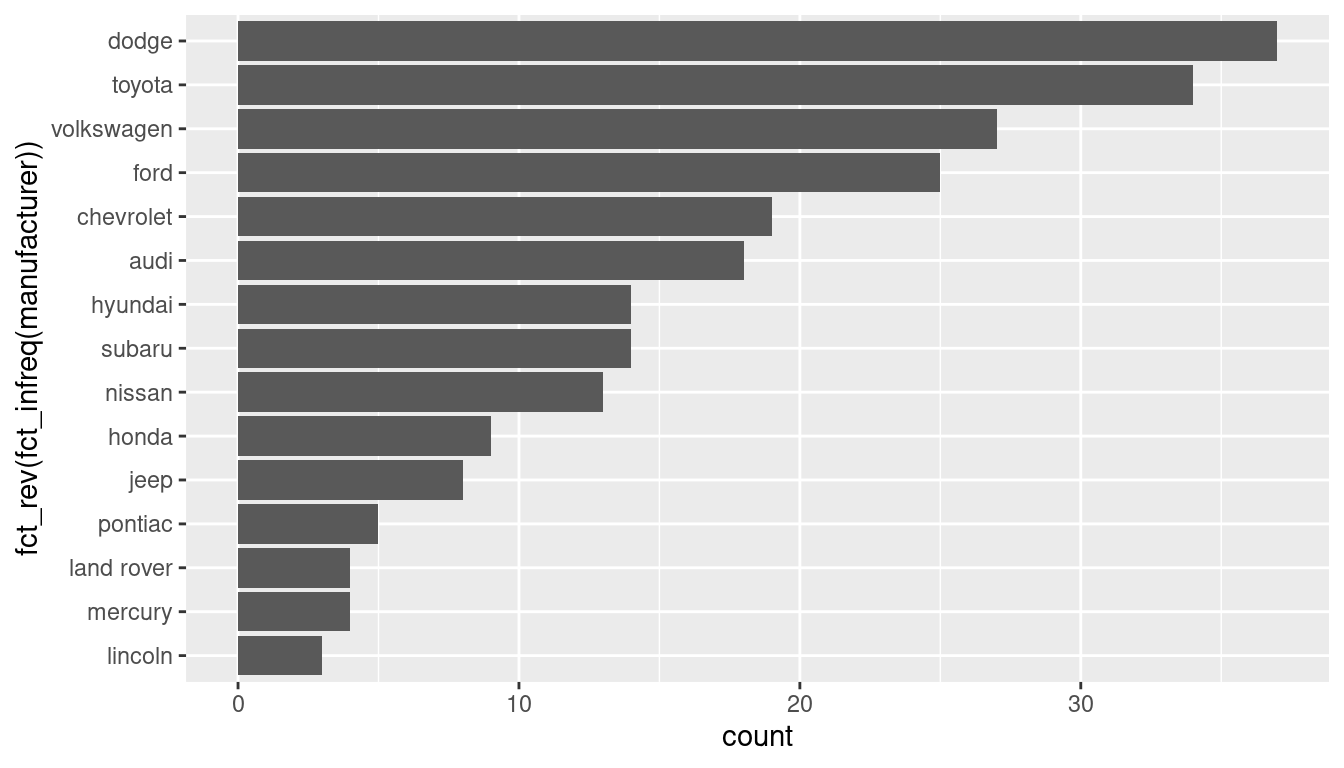 fct_rev(fct_infreq(manufacturer))
dodge
toyota
volkswagen
ford
chevrolet
audi
hyundai
subaru
nissan
honda
jeep
pontiac
land rover
mercury
lincoln
0 10 20 30
count